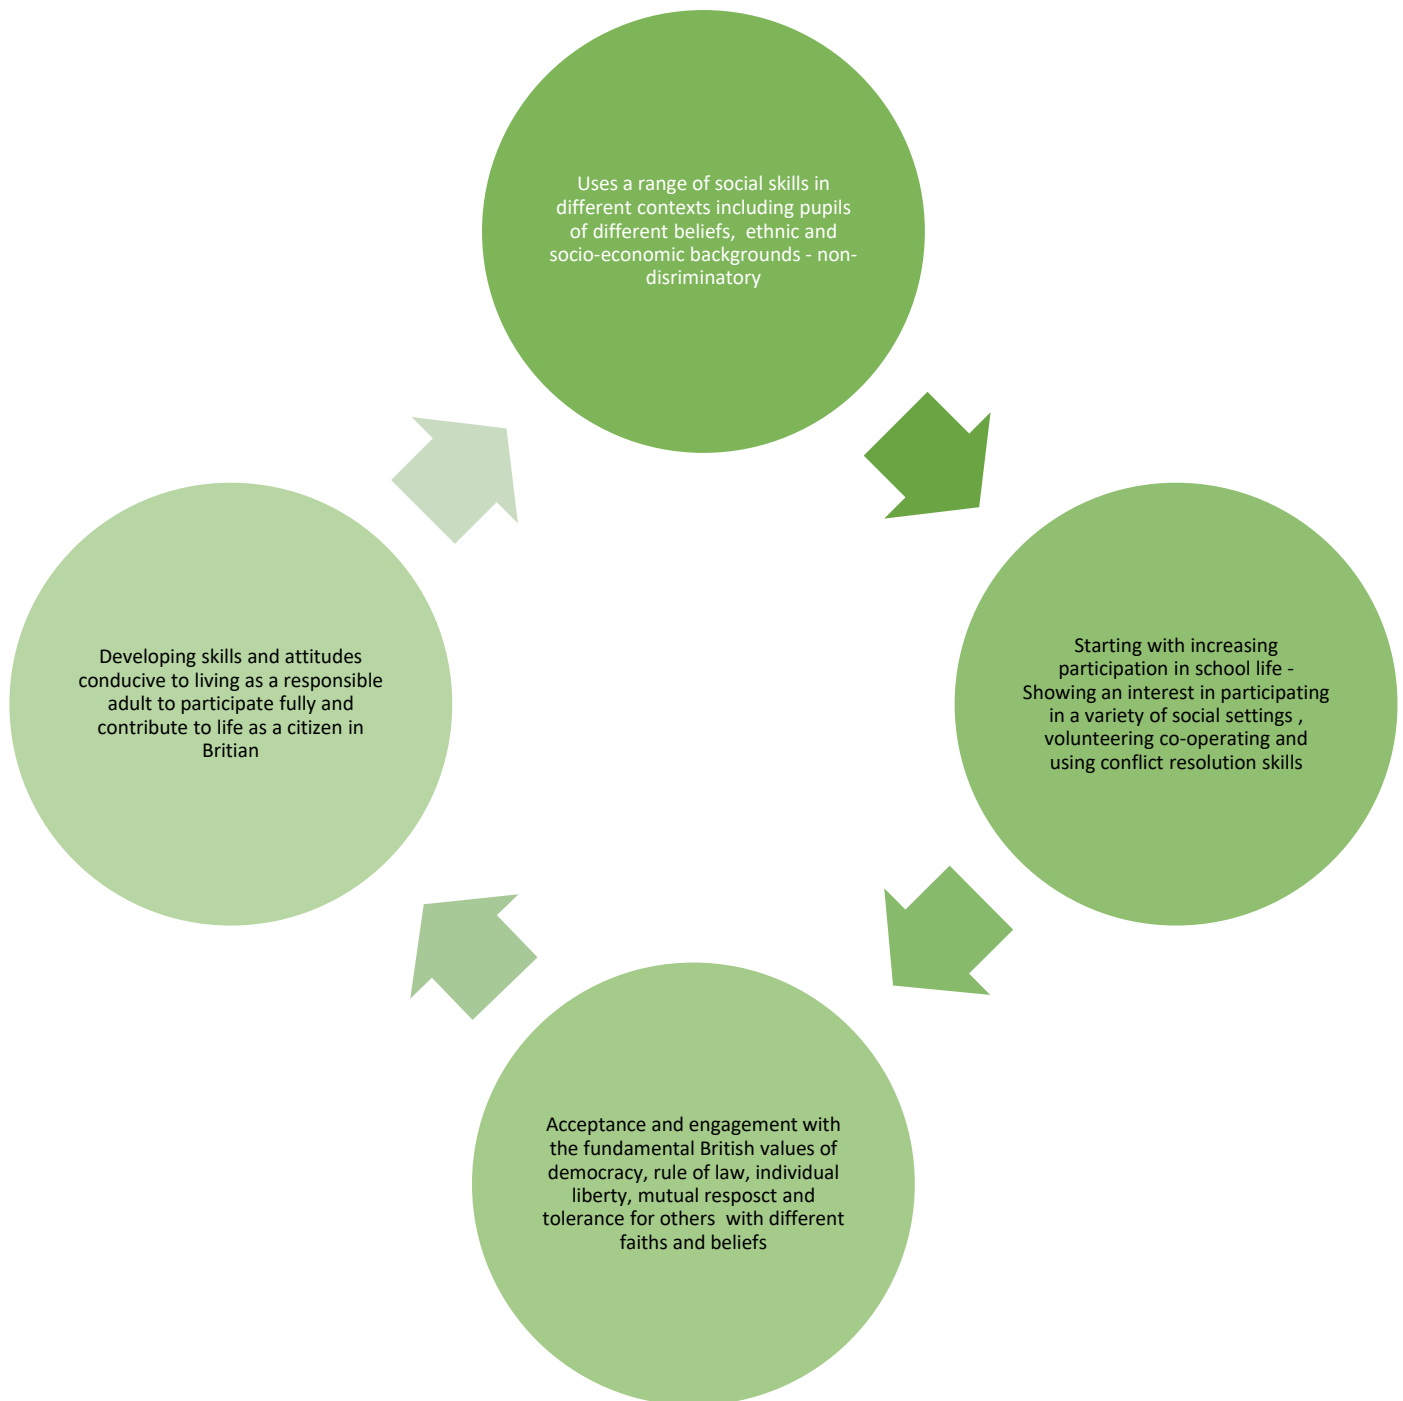 Uses a range of social skills in
different contexts including pupils
of different beliefs,  ethnic and
socio-economic backgrounds - non-
disriminatory
Starting with increasing
participation in school life -
Showing an interest in participating
in a variety of social settings ,
volunteering co-operating and
using conflict resolution skills
Acceptance and engagement with
the fundamental British values of
democracy, rule of law, individual
liberty, mutual resposct and
tolerance for others  with different
faiths and beliefs
Developing skills and attitudes
conducive to living as a responsible
adult to participate fully and
contribute to life as a citizen in
Britian